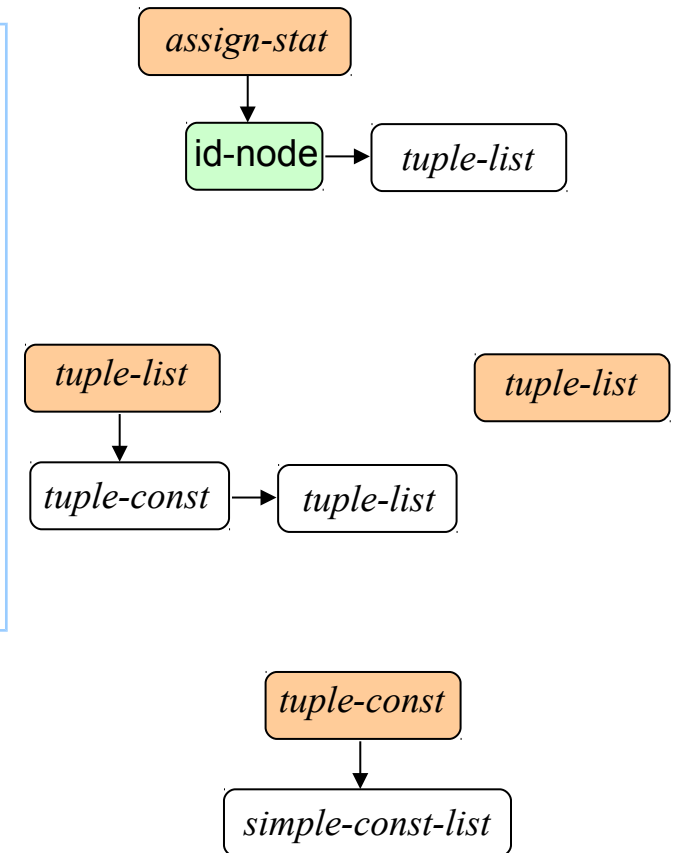 assign-stat
id-node tuple-list
tuple-list tuple-list
tuple-const tuple-list
tuple-const
simple-const-list